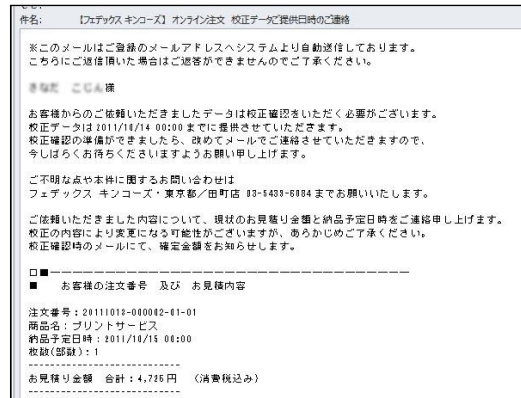 件名: 【フェデックス キンコーズ】 オンライン注文 校正データご提供日時のご連絡
※このメールはご登録のメールアドレスへシステムより自動送信しております。
こちらにご返信頂いた場合はご返答ができませんのでご了承ください。
様
お客様からのご依頼いただきましたデータは校正確認をいただく必要がございます。
校正データは2011/10/14 00:00までに提供させていただきます。
校正確認の準備ができましたら、改めてメールでご連絡させていただきますので、
今しばらくお待ちくださいますようお願い申し上げます。
ご不明な点や本件に関するお問い合わせは
フェデックス キンコーズ・東京都/田町店 03-5439-6084までお願いいたします。
ご依頼いただきました内容について、現状のお見積り金額と納品予定日時をご連絡申し上げます。
校正の内容により変更になる可能性がございますが、あらかじめご了承ください。
校正確認時のメールにて、確定金額をお知らせします。
□■――――――――――――――――――――――――――――
■ お客様の注文番号 及び お見積内容
注文番号:20111013-000002-01-01
商品名:プリントサービス
納品予定日時:2011/10/15 00:00
枚数(部数):1
---------------------------
お見積り金額 合計:4,725円 (消費税込み)
---------------------------